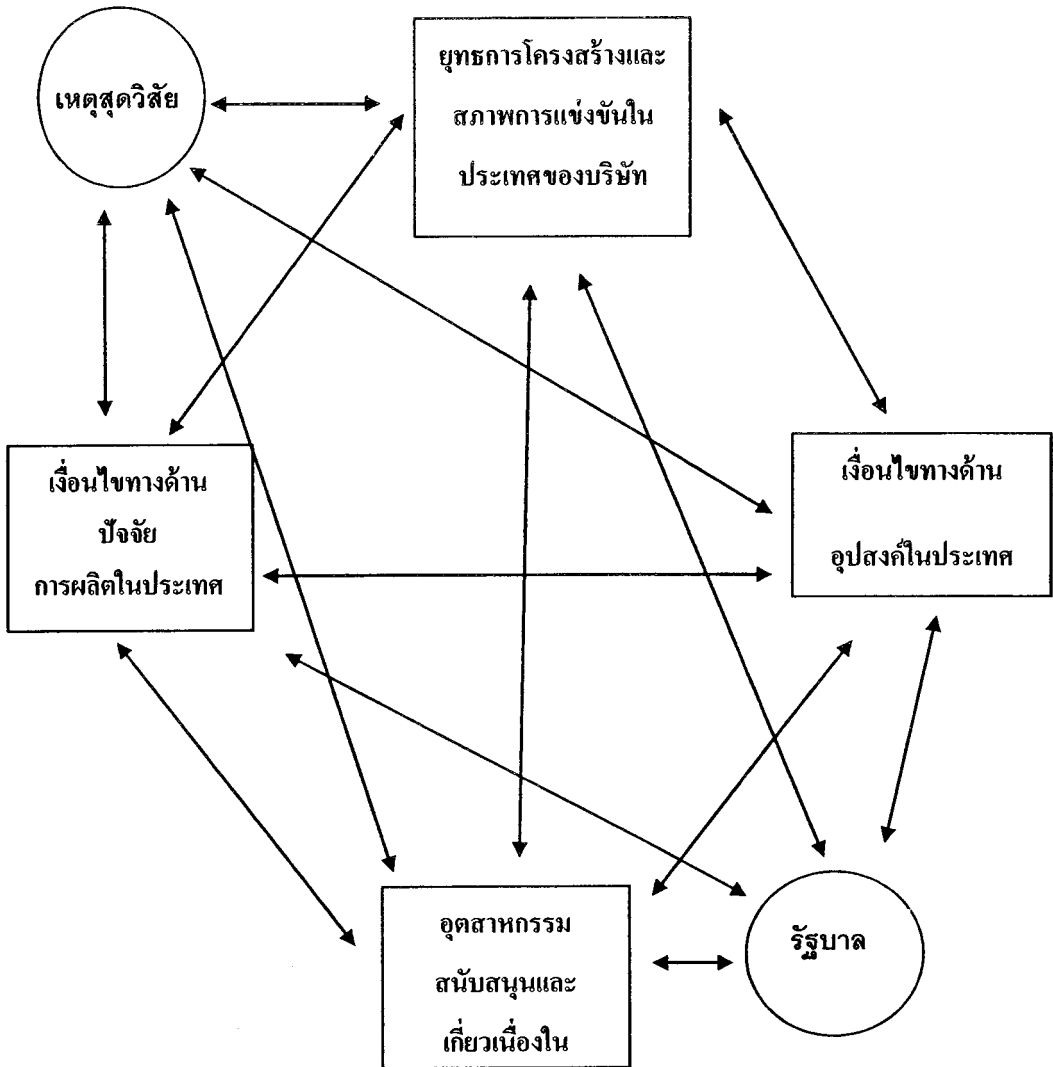 เหตุสุดวิสัย
ยุทธการโครงสร้างและ
สภาพการแข่งขันใน
ประเทศของบริษัท
เงื่อนไขทางด้าน
ปัจจัย
การผลิตในประเทศ
เงื่อนไขทางด้าน
อุปสงค์ในประเทศ
อุตสาหกรรม
สนับสนุนและ
เกี่ยวเนื่องใน
รัฐบาล